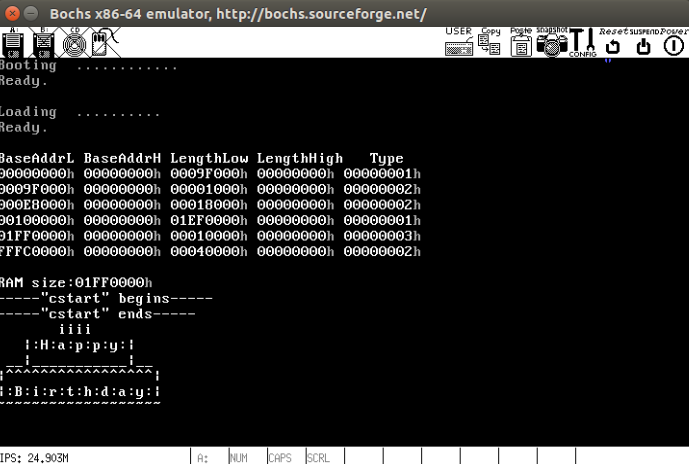 Bochs x86-64 emulator, http://bochs.sourceforge.net/
A: B: CD USER Copy Paste Snapshot CONFIG Reset SUSPEND Power
Booting ............
Ready.
Loading ..........
Ready.
BaseAddrL BaseAddrH LengthLow LengthHigh Type
00000000h 00000000h 0009F000h 00000000h 00000001h
0009F000h 00000000h 00001000h 00000000h 00000002h
000E8000h 00000000h 00018000h 00000000h 00000002h
00100000h 00000000h 01EF0000h 00000000h 00000001h
01FF0000h 00000000h 00010000h 00000000h 00000003h
FFFC0000h 00000000h 00040000h 00000000h 00000002h
RAM size:01FF0000h
-----"cstart" begins-----
-----"cstart" ends-----
iiii
|:H:a:p:p:y:|
__|___________|__
|^^^^^^^^^^^^^^^^^|
|:B:i:r:t:h:d:a:y:|
~~~~~~~~~~~~~~~~~~~
IPS: 24.903M A: NUM CAPS SCRL